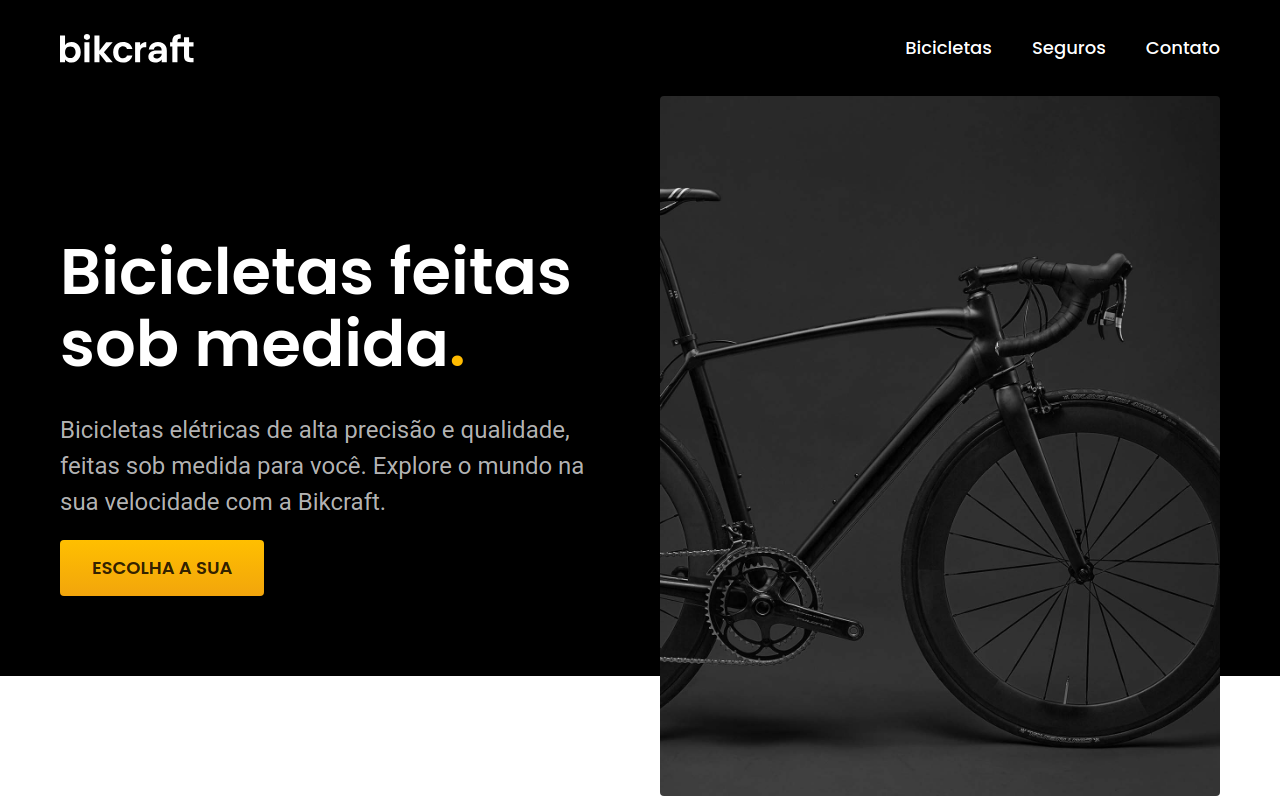 bikcraft
Bicicletas Seguros Contato
Bicicletas feitas
sob medida.
Bicicletas elétricas de alta precisão e qualidade,
feitas sob medida para você. Explore o mundo na
sua velocidade com a Bikcraft.
ESCOLHA A SUA